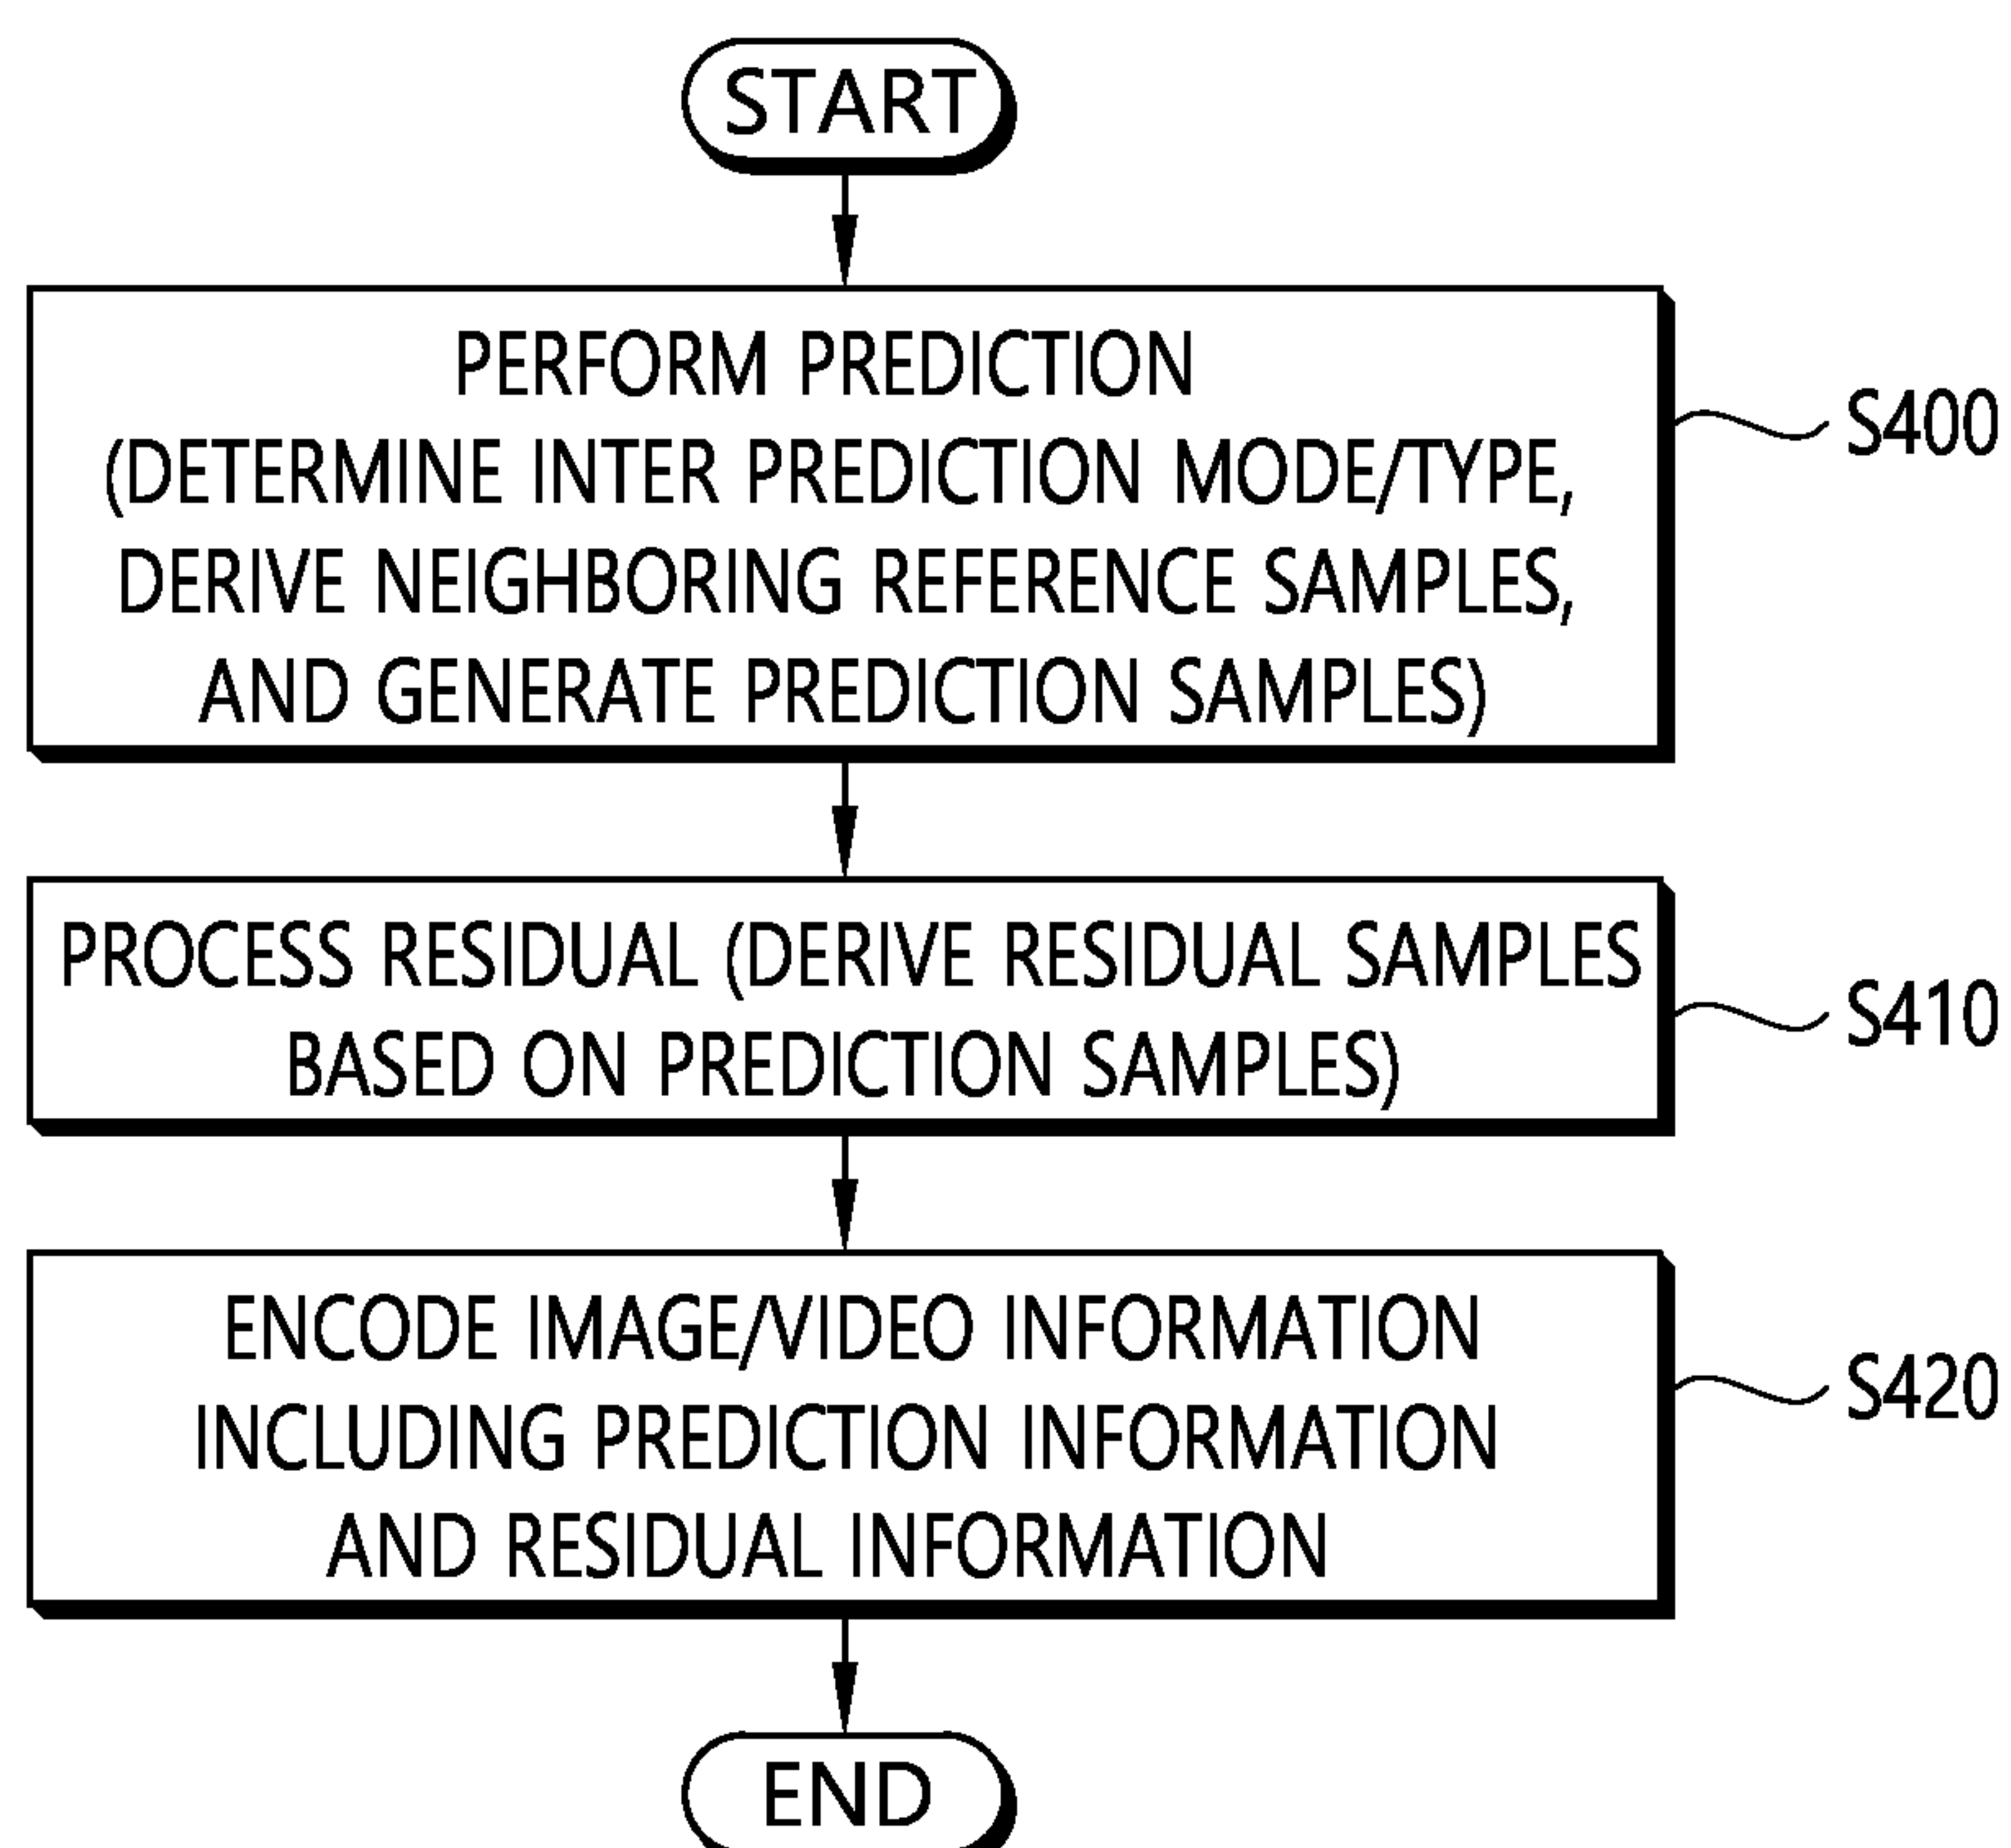 START
PERFORM PREDICTION
(DETERMINE INTER PREDICTION MODE/TYPE,
DERIVE NEIGHBORING REFERENCE SAMPLES,
AND GENERATE PREDICTION SAMPLES)
S400
PROCESS RESIDUAL (DERIVE RESIDUAL SAMPLES
BASED ON PREDICTION SAMPLES)
S410
ENCODE IMAGE/VIDEO INFORMATION
INCLUDING PREDICTION INFORMATION
AND RESIDUAL INFORMATION
S420
END